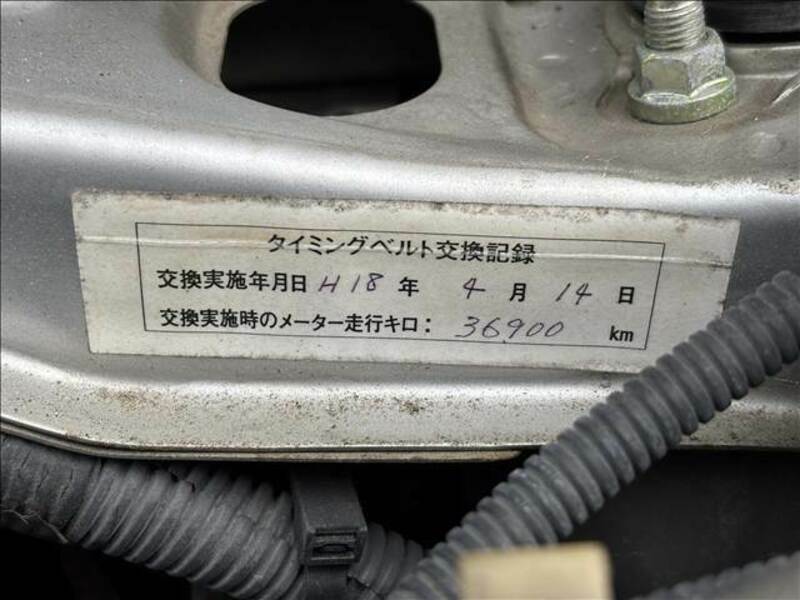 タイミングベルト交換記録
交換実施年月日 H18 年 4 月 14 日
交換実施時のメーター走行キロ： 36900 km